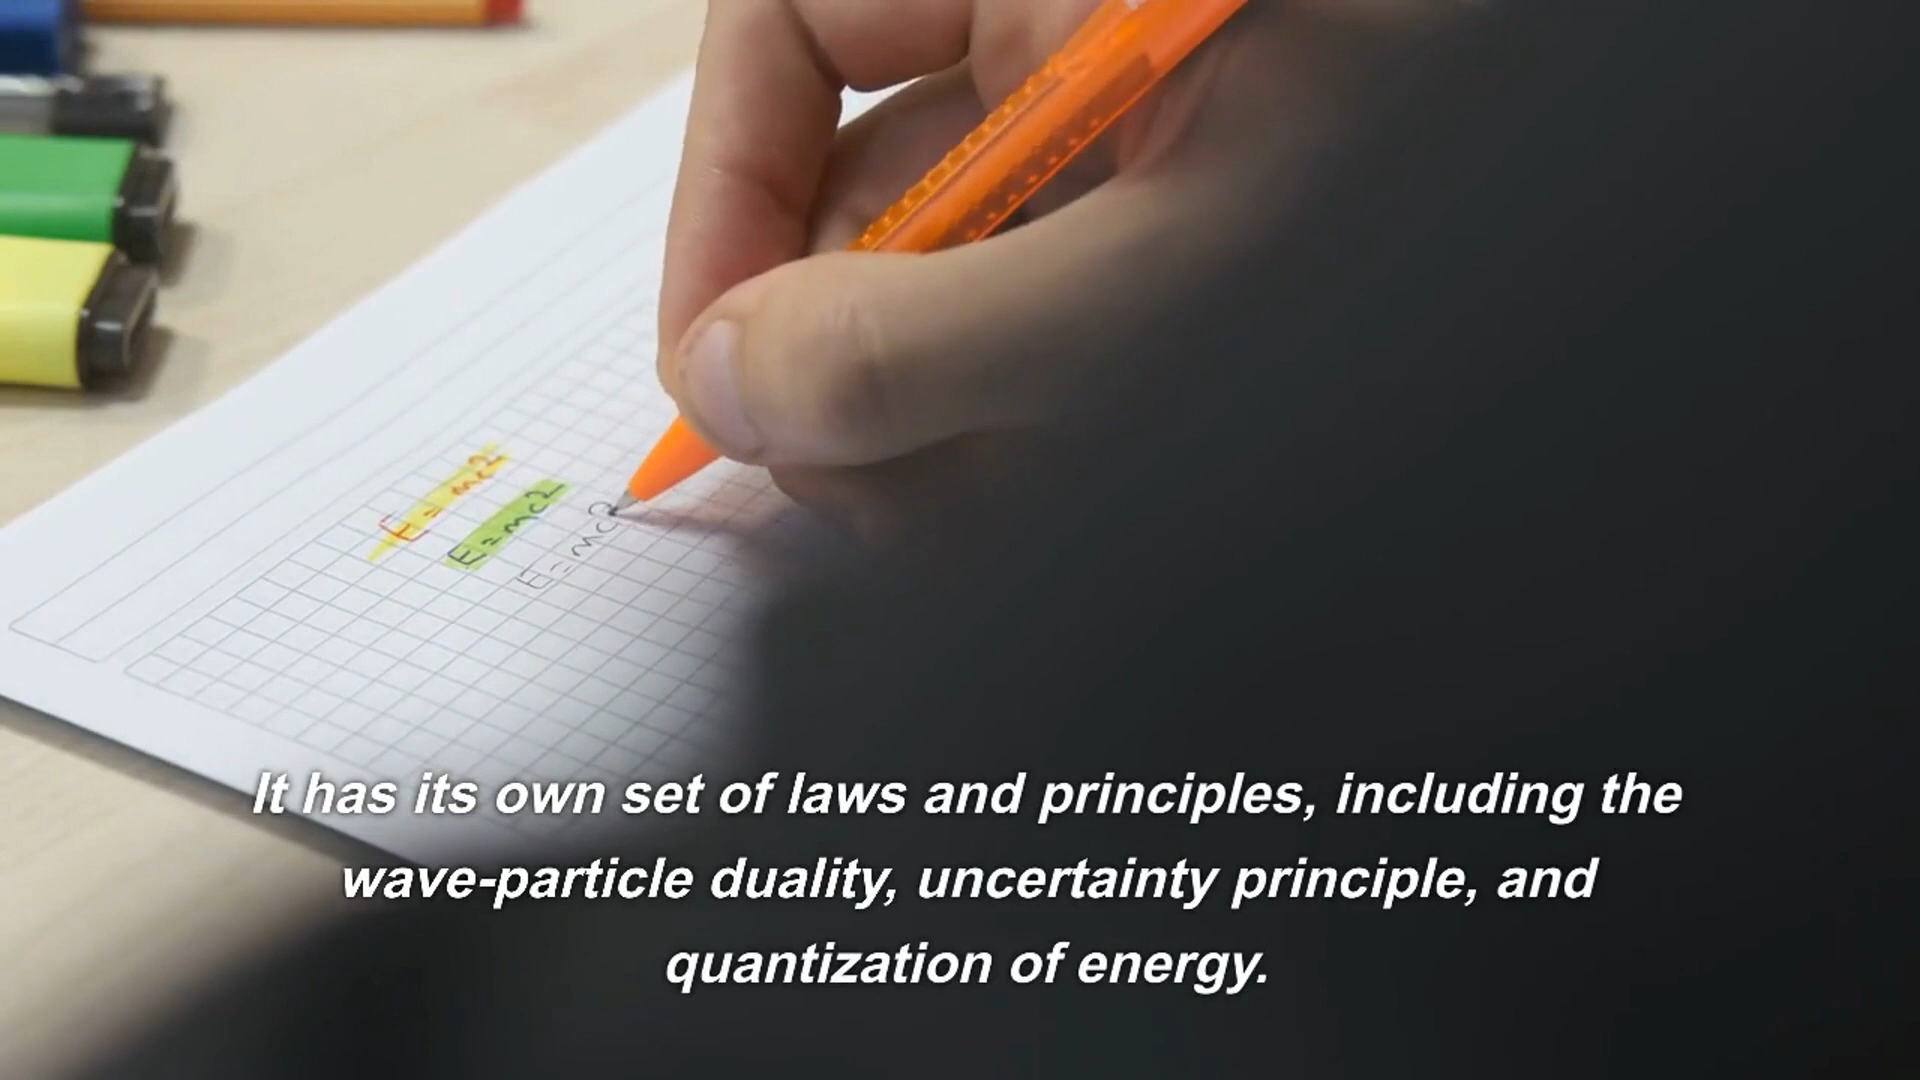 E = mc2
E = mc2
E = mc2
It has its own set of laws and principles, including the
wave-particle duality, uncertainty principle, and
quantization of energy.